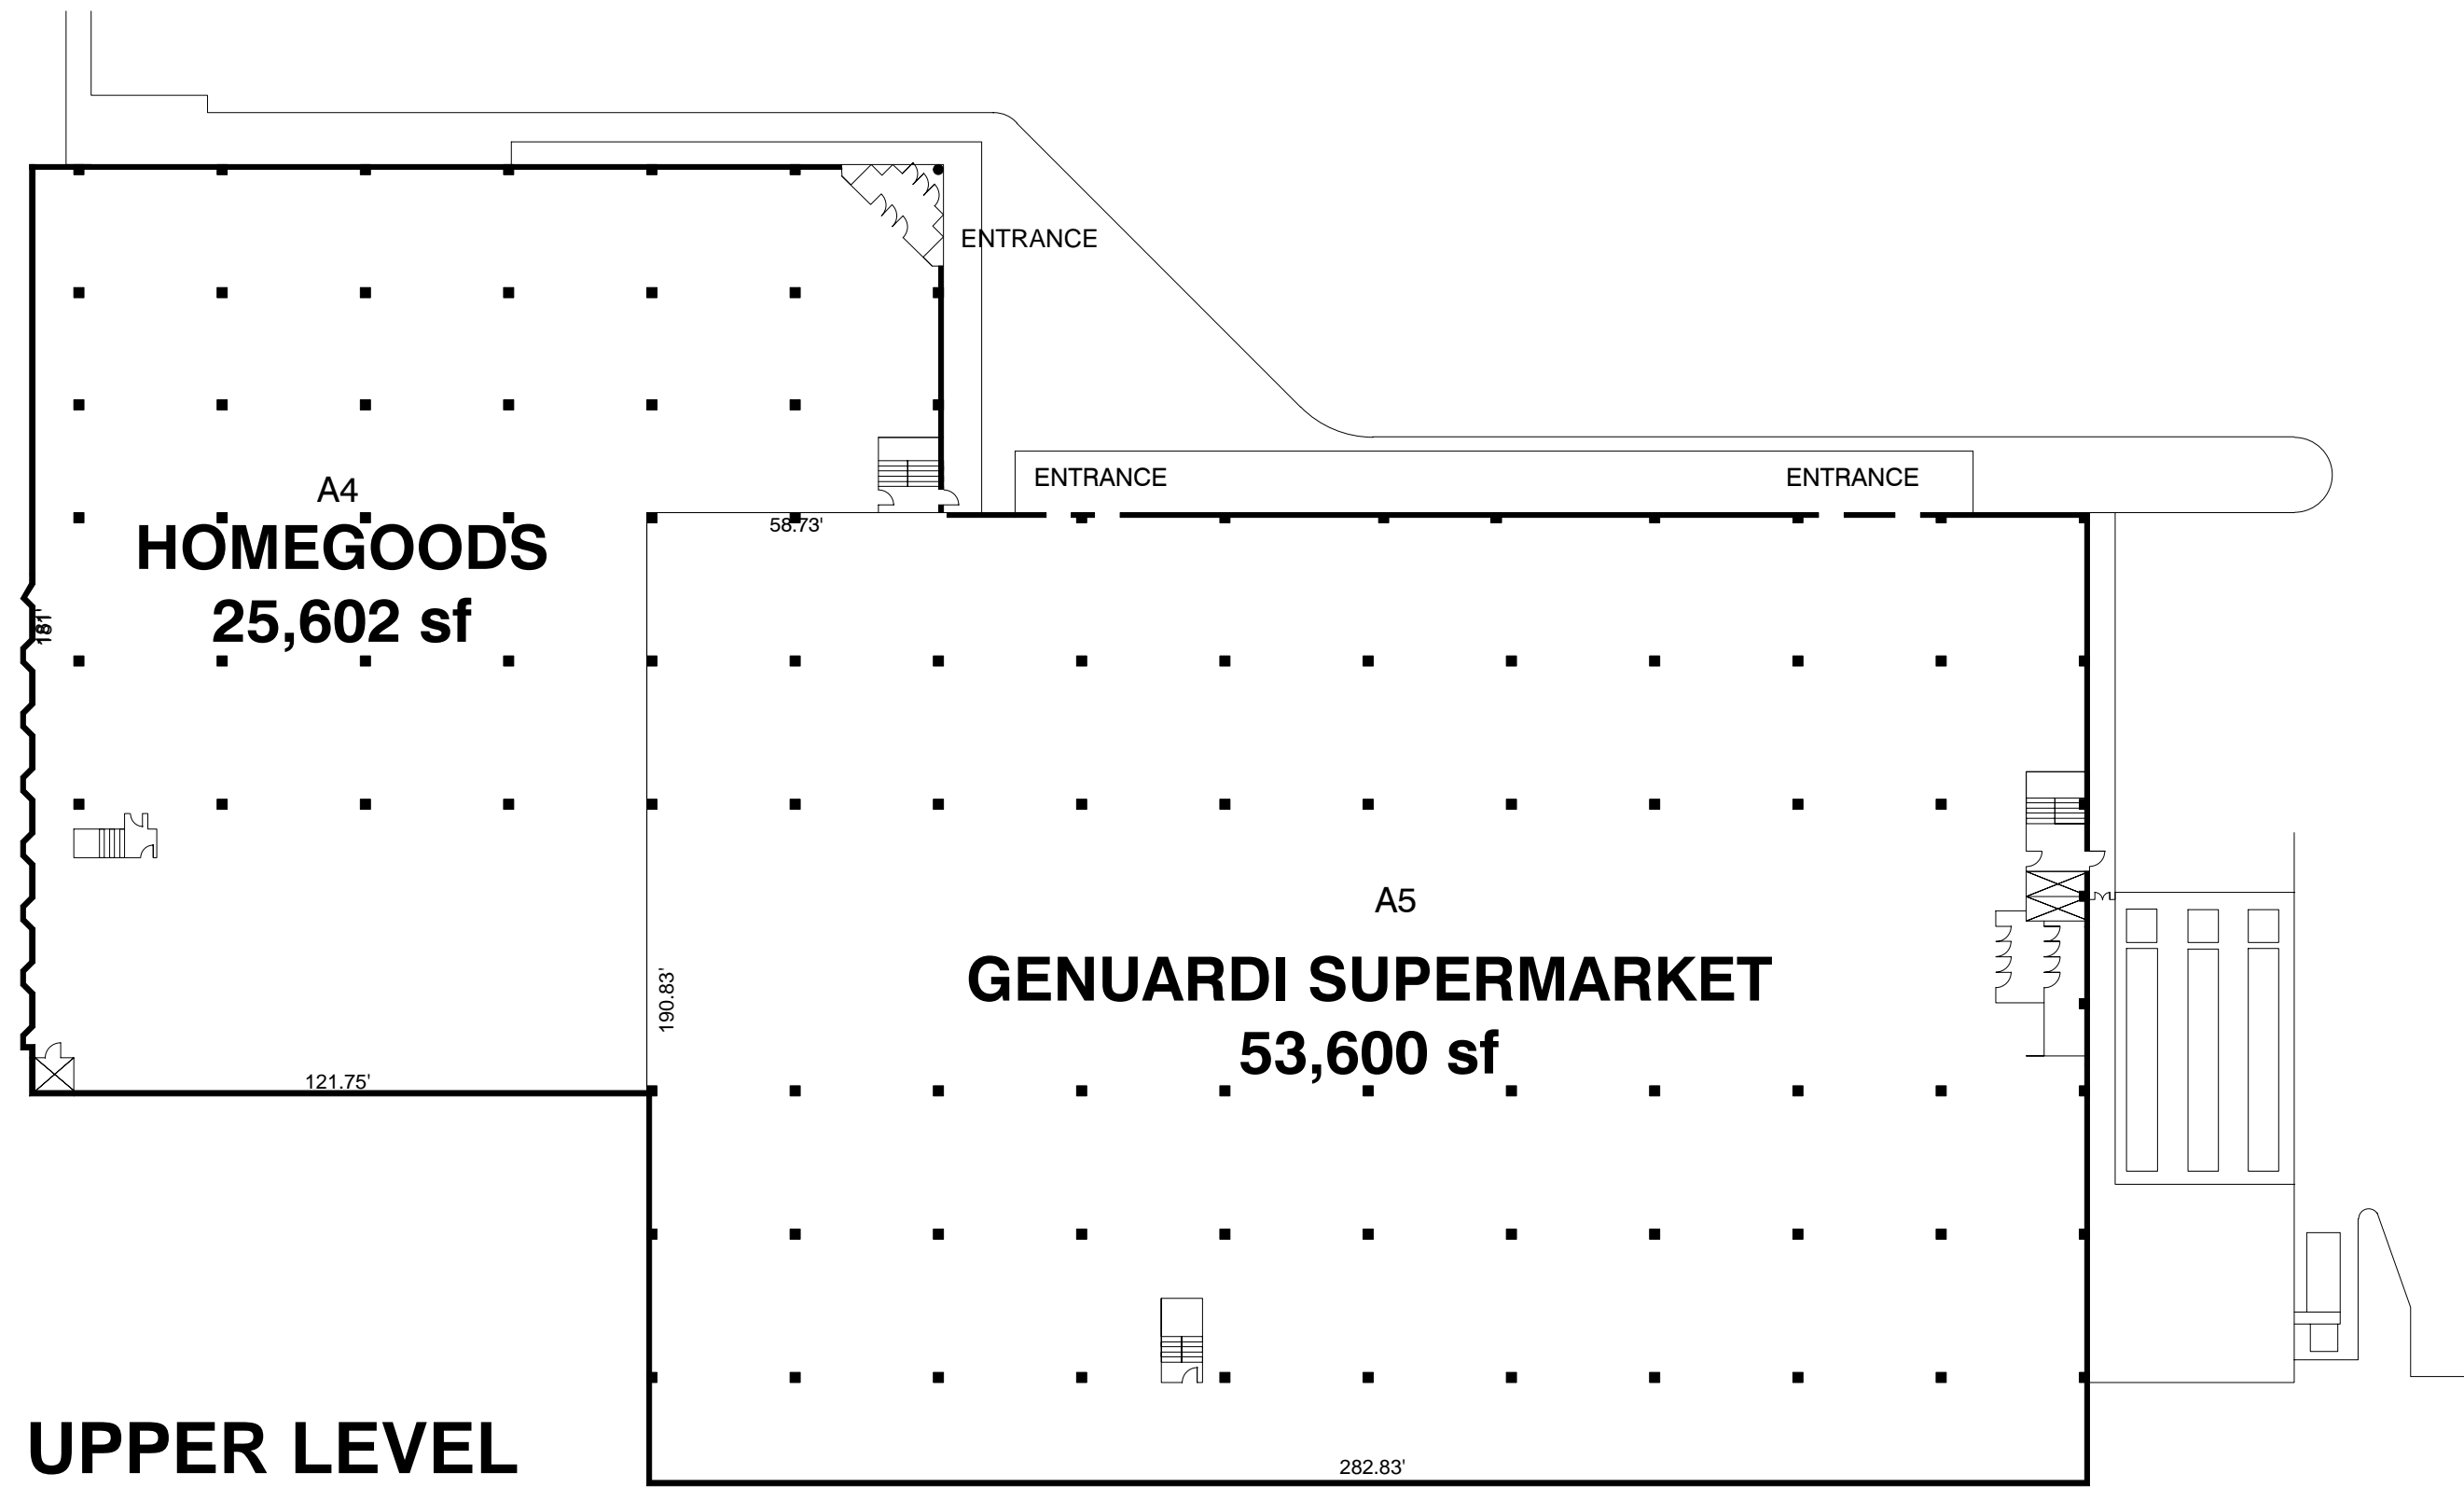 ENTRANCE
ENTRANCE
ENTRANCE
A4
58.73'
HOMEGOODS
25,602 sf
A5
GENUARDI SUPERMARKET
190.83'
53,600 sf
121.75'
UPPER LEVEL
282.83'